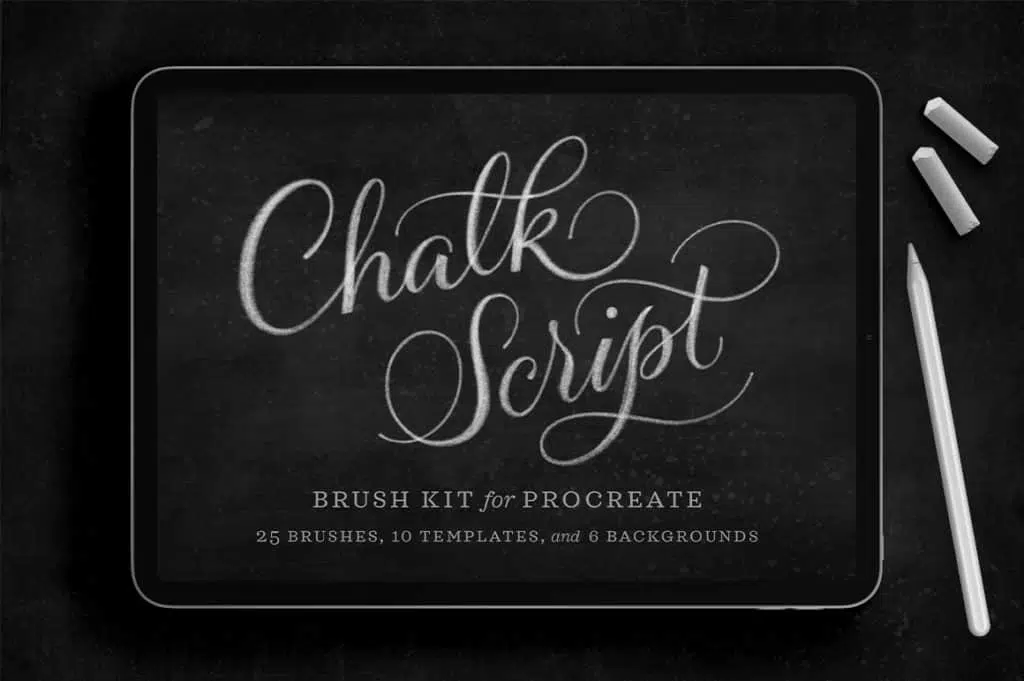 Chalk
Script
BRUSH KIT for PROCREATE
25 BRUSHES, 10 TEMPLATES, and 6 BACKGROUNDS